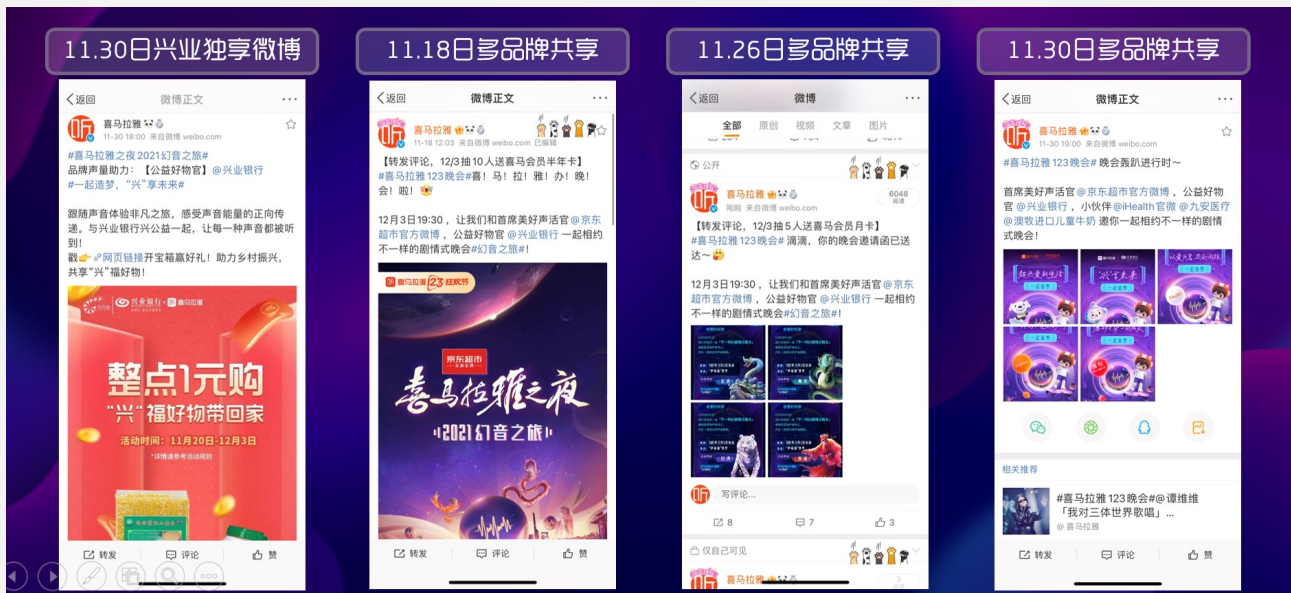 11.30日兴业独享微博
11.18日多品牌共享
11.26日多品牌共享
11.30日多品牌共享
返回
微博正文
喜马拉雅
11-30 18:00 来自微博 weibo.com
#喜马拉雅之夜2021幻音之旅#
品牌声量助力：【公益好物官】@兴业银行
#一起造梦，“兴”享未来#
跟随声音体验非凡之旅，感受声音能量的正向传
递。与兴业银行兴公益一起，让每一种声音都被听
到！
戳👉网页链接开宝箱赢好礼！助力乡村振兴，
共享“兴”福好物！
兴业银行
喜马拉雅
整点1元购
“兴”福好物带回家
活动时间：11月20日-12月3日
*详情请参考活动细则
转发
评论
赞
返回
微博正文
喜马拉雅
11-18 12:03 来自微博 weibo.com 已编辑
【转发评论，12/3抽10人送喜马会员半年卡】
#喜马拉雅123晚会#喜！马！拉！雅！办！晚！
会！啦！
12月3日19:30 ，让我们和首席美好声活官@京东
超市官方微博 ，公益好物官@兴业银行 一起相约
不一样的剧情式晚会#幻音之旅#！
喜马拉雅 123狂欢节
京东超市
喜马拉雅之夜
2021幻音之旅
转发
评论
赞
返回
微博
全部
原创
视频
文章
图片
公开
喜马拉雅
刚刚 来自微博 weibo.com
6048
阅读
【转发评论，12/3抽5人送喜马会员月卡】
#喜马拉雅123晚会# 滴滴，你的晚会邀请函已送
达～
12月3日19:30 ，让我们和首席美好声活官@京东
超市官方微博 ，公益好物官@兴业银行 一起相约
不一样的剧情式晚会#幻音之旅#！
写评论...
8
7
3
仅自己可见
喜马拉雅
返回
微博正文
喜马拉雅
11-30 19:00 来自微博 weibo.com
#喜马拉雅123晚会# 晚会轰趴进行时～
首席美好声活官@京东超市官方微博 ，公益好物
官@兴业银行 ，小伙伴@iHealth官微 @九安医疗
@澳牧进口儿童牛奶 邀你一起相约不一样的剧情
式晚会！
相关推荐
#喜马拉雅123晚会#@谭维维
「我对三体世界歌唱」...
@喜马拉雅
转发
评论
赞